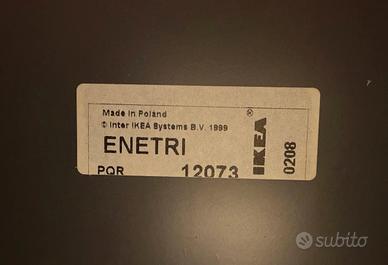 Made in Poland
© Inter IKEA Systems B.V. 1999
ENETRI
PQR 12073
IKEA®
0208
subito